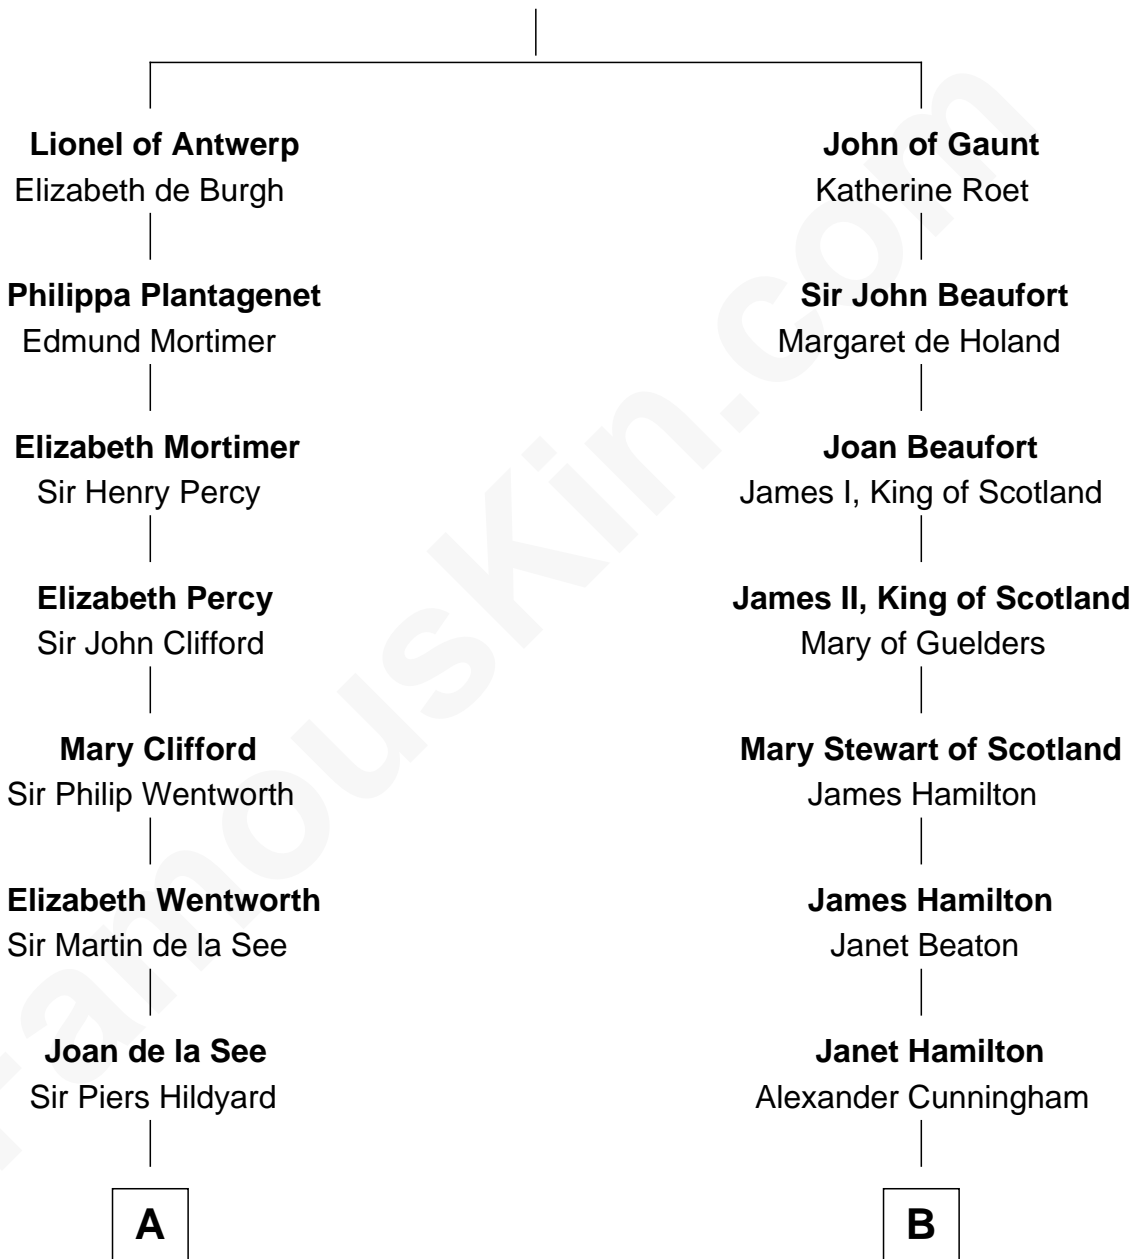 Lionel of Antwerp
Elizabeth de Burgh
John of Gaunt
Katherine Roet
Philippa Plantagenet
Edmund Mortimer
Sir John Beaufort
Margaret de Holand
Elizabeth Mortimer
Sir Henry Percy
Joan Beaufort
James I, King of Scotland
Elizabeth Percy
Sir John Clifford
James II, King of Scotland
Mary of Guelders
Mary Clifford
Sir Philip Wentworth
Mary Stewart of Scotland
James Hamilton
Elizabeth Wentworth
Sir Martin de la See
James Hamilton
Janet Beaton
Joan de la See
Sir Piers Hildyard
Janet Hamilton
Alexander Cunningham
A
B
FamousKin.com